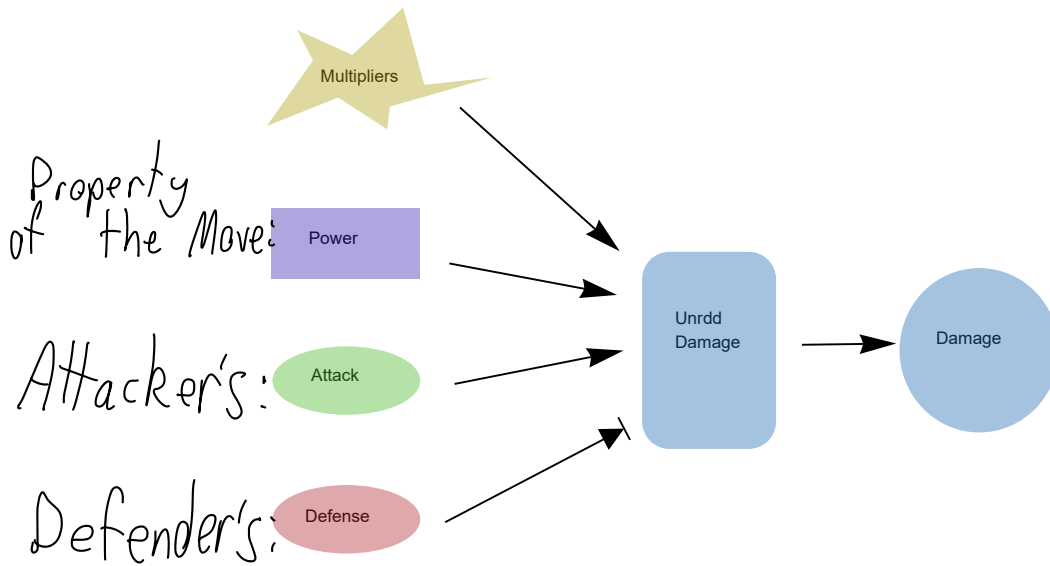 Multipliers
Property
of the Move:
Power
Attacker's:
Attack
Defender's:
Defense
Unrdd
Damage
Damage